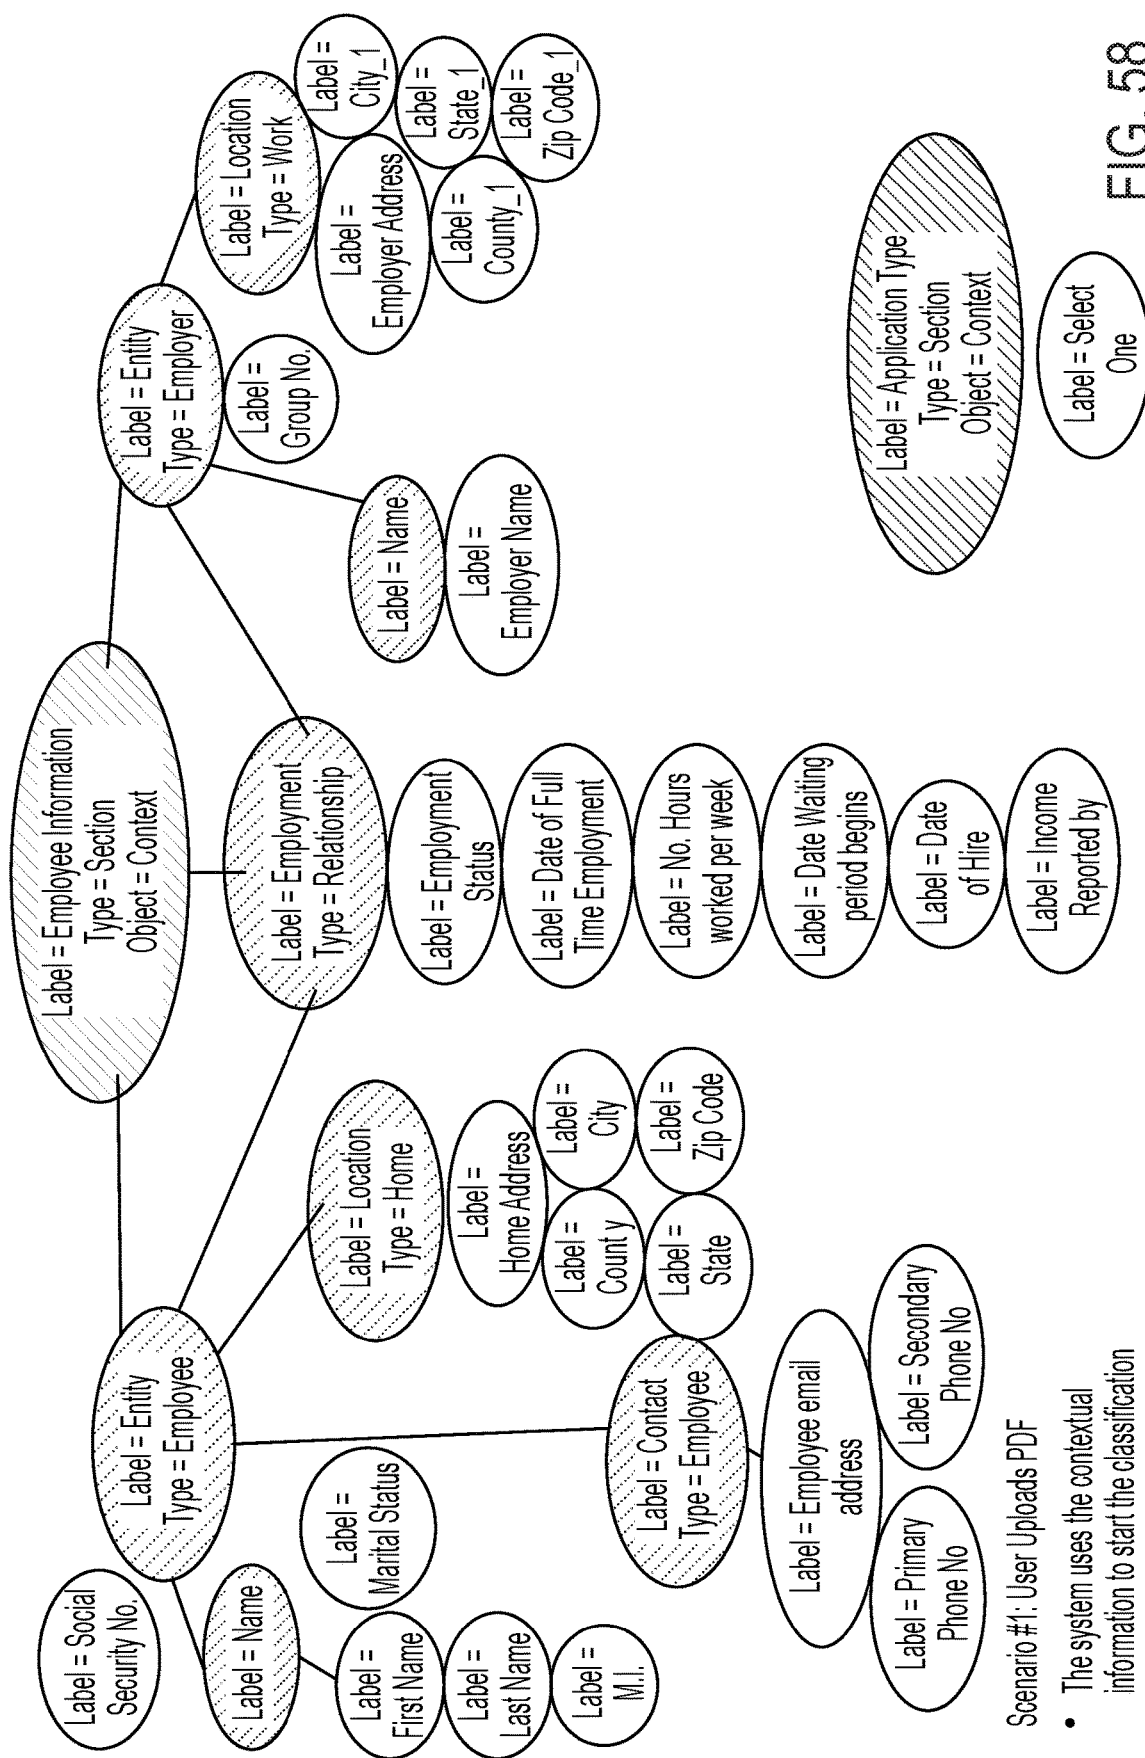 Label = Employee Information
Type = Section
Object = Context
Label = Social
Security No.
Label = Entity
Type = Employee
Label = Name
Label =
First Name
Label =
Last Name
Label =
M.I..
Label =
Marital Status
Label = Contact
Type = Employee
Label = Employee email
address
Label = Primary
Phone No
Label = Secondary
Phone No
Label = Location
Type = Home
Label =
Home Address
Label =
Count y
Label =
City
Label =
State
Label =
Zip Code
Label = Employment
Type = Relationship
Label = Employment
Status
Label = Date of Full
Time Employment
Label = No. Hours
worked per week
Label = Date Waiting
period begins
Label = Date
of Hire
Label = Income
Reported by
Label = Entity
Type = Employer
Label =
Group No.
Label = Name
Label =
Employer Name
Label = Location
Type = Work
Label =
Employer Address
Label =
City_1
Label =
County_1
Label =
State_1
Label =
Zip Code_1
Label = Application Type
Type = Section
Object = Context
Label = Select
One
Scenario #1: User Uploads PDF
• The system uses the contextual
information to start the classification
FIG. 58